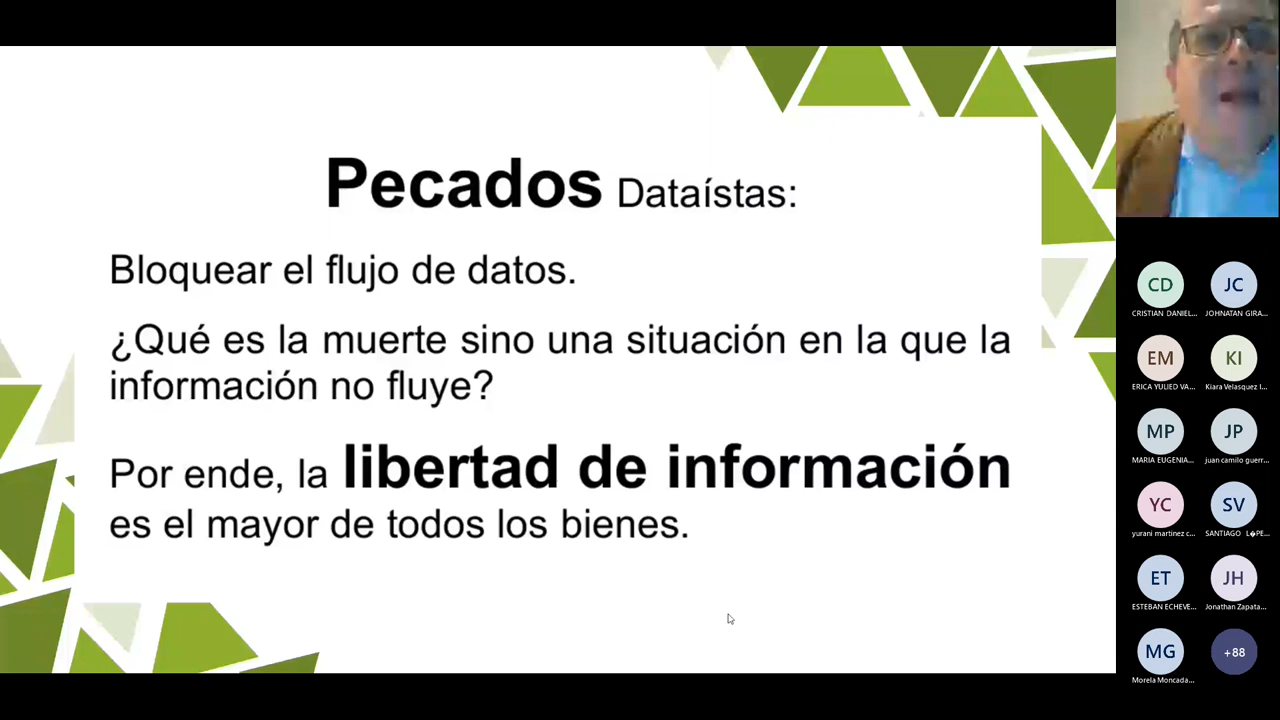 Pecados Dataístas:
Bloquear el flujo de datos.
¿Qué es la muerte sino una situación en la que la
información no fluye?
Por ende, la libertad de información
es el mayor de todos los bienes.
CD JC
CRISTIAN DANIEL... JOHNATAN GIRA...
EM KI
ERICA YULIED VA... Kiara Velasquez I...
MP JP
MARIA EUGENIA... juan camilo guerr...
YC SV
yurani martinez c... SANTIAGO L�PE...
ET JH
ESTEBAN ECHEVE... Jonathan Zapata...
MG +88
Morela Moncada...